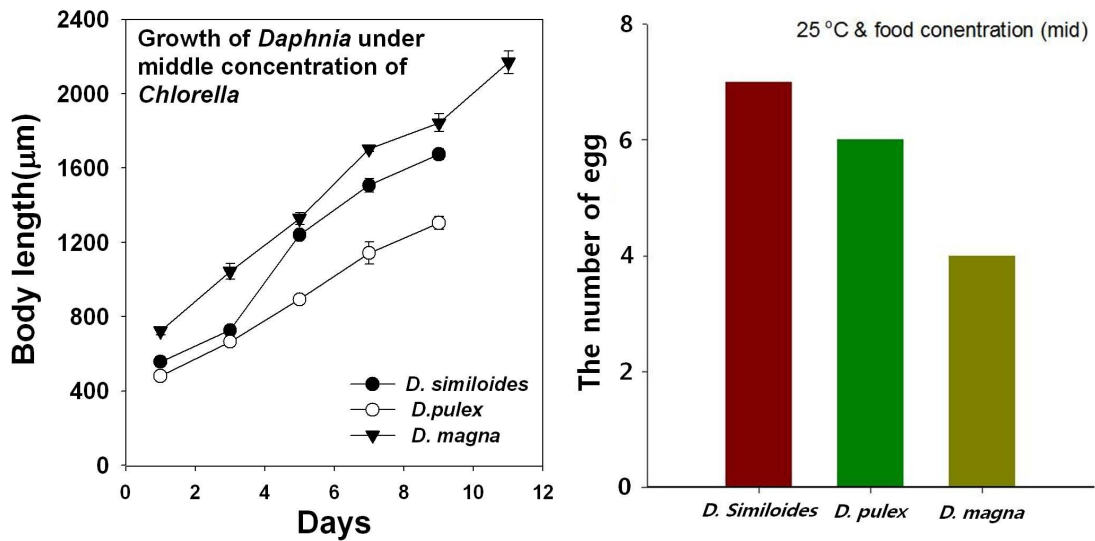 Growth of Daphnia under
middle concentration of
Chlorella
Body length(μm)
2400
2000
1600
1200
800
400
0
0 2 4 6 8 10 12
Days
D. similoides
D.pulex
D. magna
25 °C & food conentration (mid)
The number of egg
8
6
4
2
0
D. Similoides D. pulex D. magna